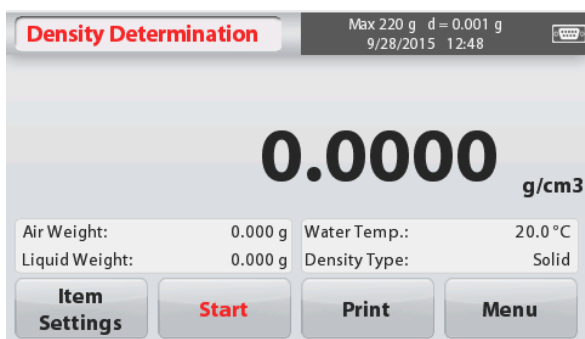 Density Determination
Max 220 g d = 0.001 g
9/28/2015 12:48
0.0000
g/cm3
Air Weight: 0.000 g
Liquid Weight: 0.000 g
Water Temp.: 20.0 °C
Density Type: Solid
Item
Settings
Start
Print
Menu